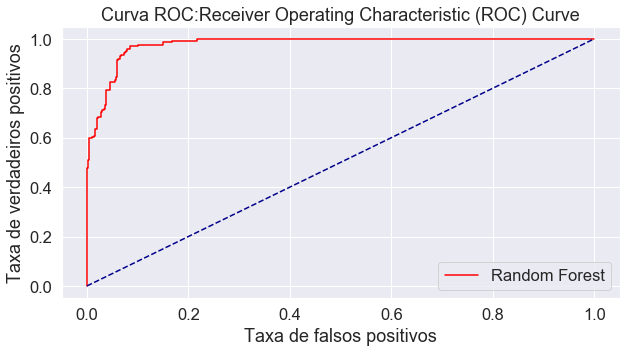 Curva ROC:Receiver Operating Characteristic (ROC) Curve
Taxa de verdadeiros positivos
1.0
0.8
0.6
0.4
0.2
0.0
Random Forest
0.0 0.2 0.4 0.6 0.8 1.0
Taxa de falsos positivos